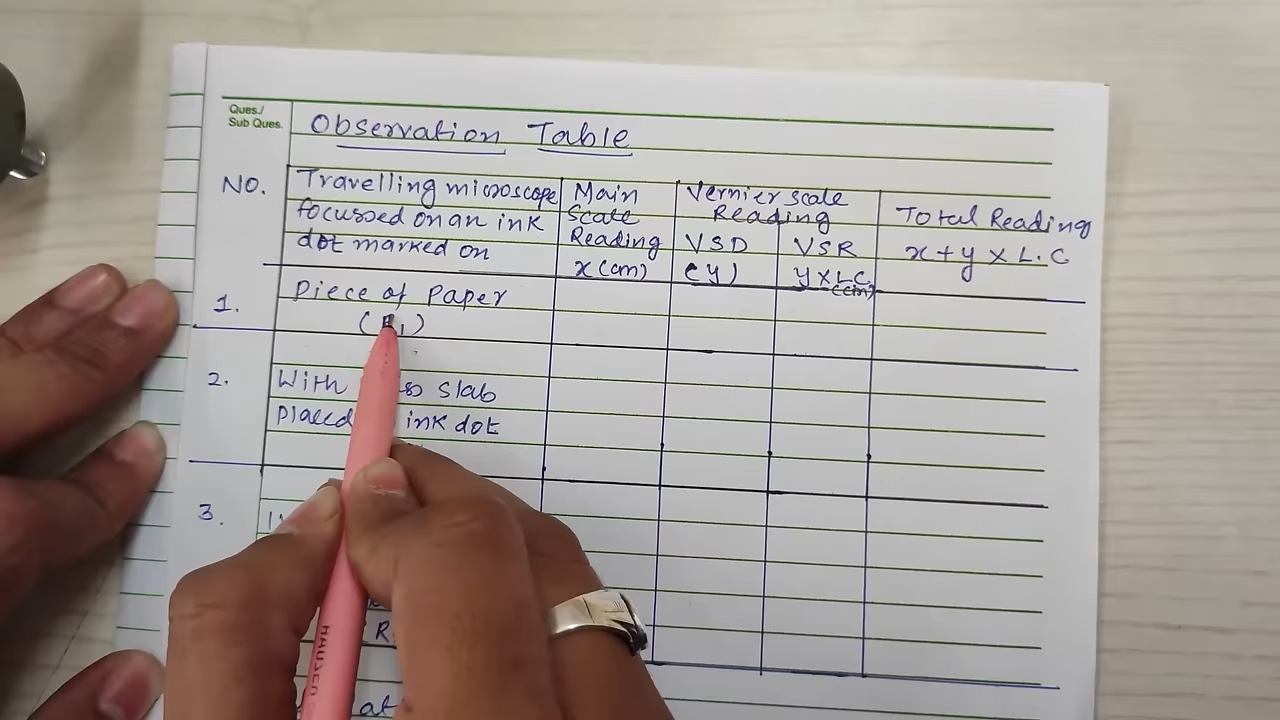 Ques./
Sub Ques.
Observation Table
NO.
Travelling microscope
focussed on an ink
dot marked on
Main
Scale
Reading
x (cm)
Vernier scale
Reading
VSD
(y)
VSR
y x L.C.
(cm)
Total Reading
x + y x L.C
1.
Piece of Paper
2.
With slab
Placed ink dot
3.
R
at
HAUSER